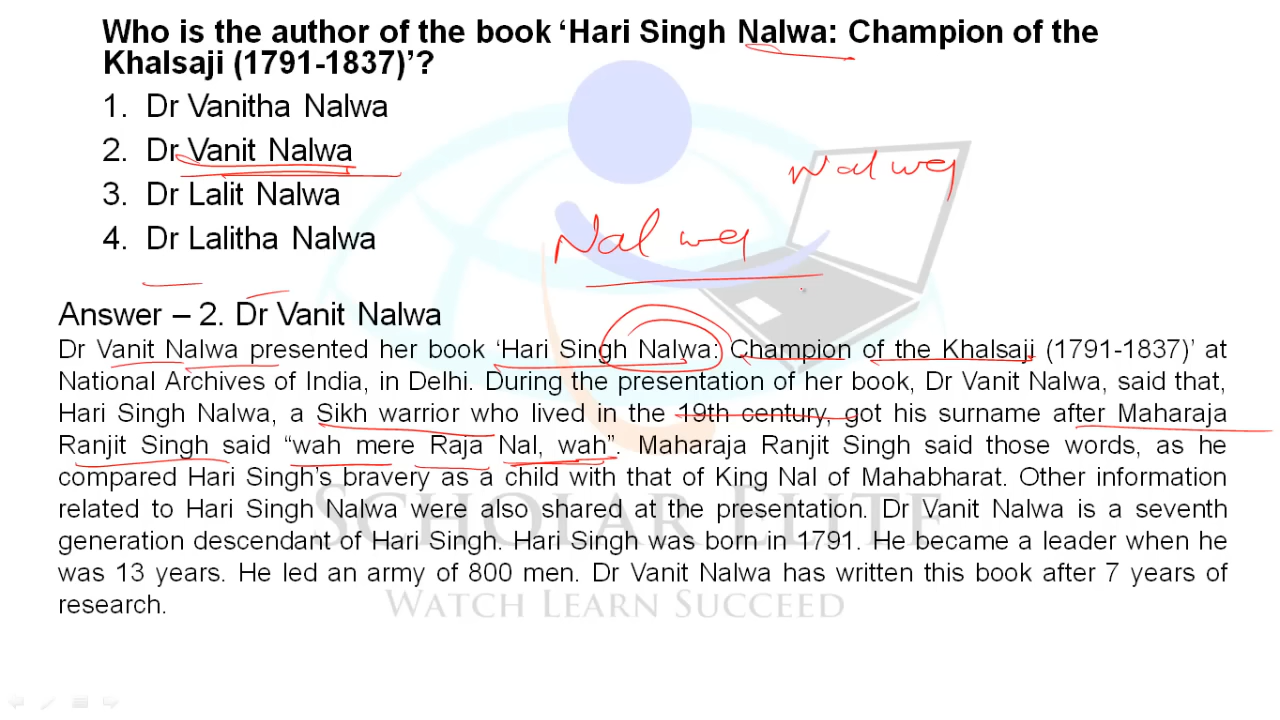 Who is the author of the book ‘Hari Singh Nalwa: Champion of the
Khalsaji (1791-1837)’?
1. Dr Vanitha Nalwa
2. Dr Vanit Nalwa
3. Dr Lalit Nalwa
4. Dr Lalitha Nalwa
Nalwa
Nalwa
Answer – 2. Dr Vanit Nalwa
Dr Vanit Nalwa presented her book ‘Hari Singh Nalwa: Champion of the Khalsaji (1791-1837)’ at
National Archives of India, in Delhi. During the presentation of her book, Dr Vanit Nalwa, said that,
Hari Singh Nalwa, a Sikh warrior who lived in the 19th century, got his surname after Maharaja
Ranjit Singh said “wah mere Raja Nal, wah”. Maharaja Ranjit Singh said those words, as he
compared Hari Singh’s bravery as a child with that of King Nal of Mahabharat. Other information
related to Hari Singh Nalwa were also shared at the presentation. Dr Vanit Nalwa is a seventh
generation descendant of Hari Singh. Hari Singh was born in 1791. He became a leader when he
was 13 years. He led an army of 800 men. Dr Vanit Nalwa has written this book after 7 years of
research.
SCHOLAR ELITE
WATCH LEARN SUCCEED